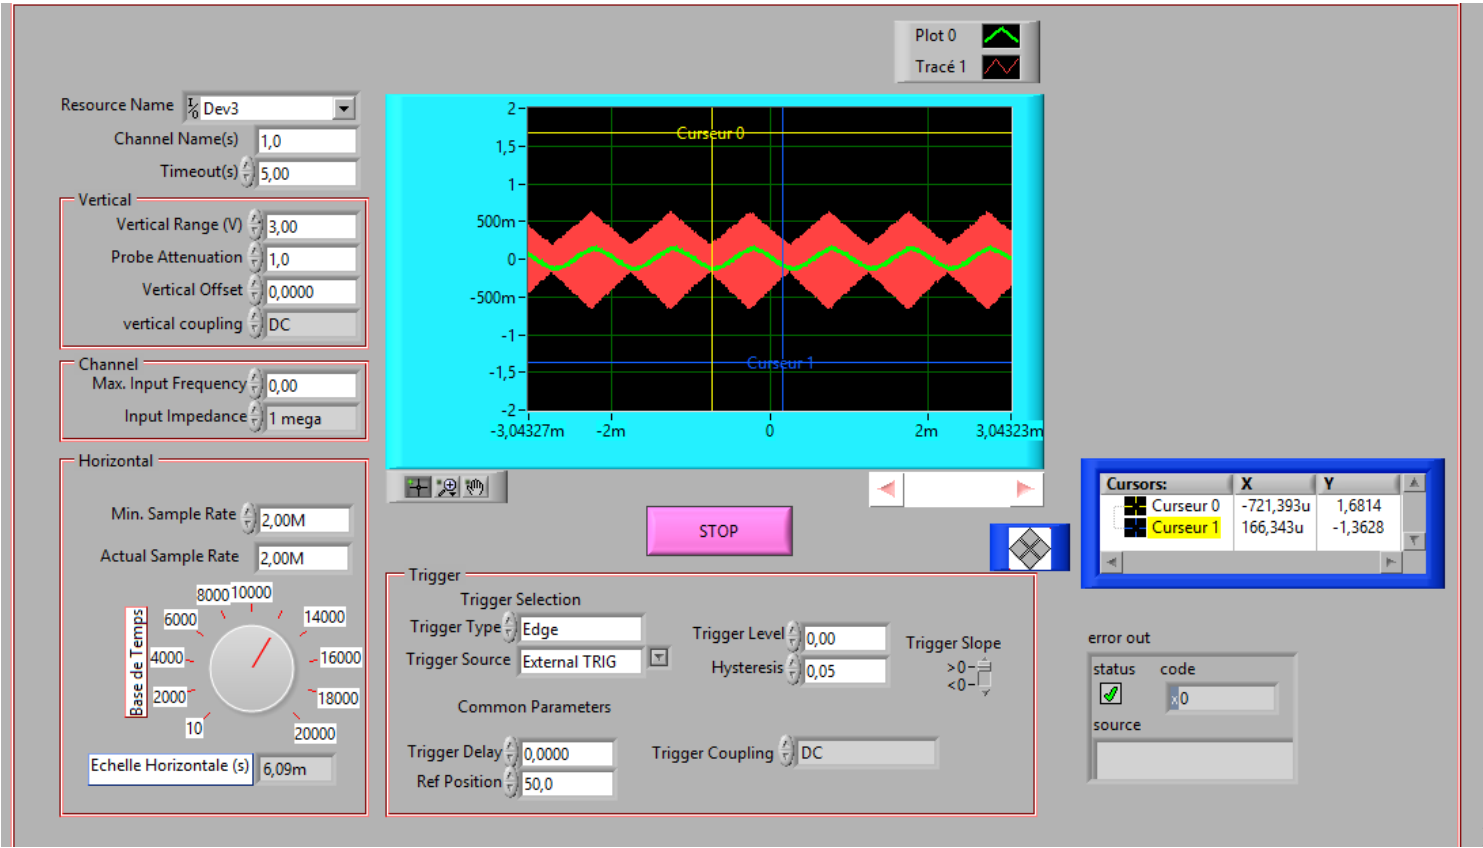 Plot 0
Tracé 1
Resource Name I/O Dev3
Channel Name(s) 1,0
Timeout(s) 5,00
Vertical
Vertical Range (V) 3,00
Probe Attenuation 1,0
Vertical Offset 0,0000
vertical coupling DC
Channel
Max. Input Frequency 0,00
Input Impedance 1 mega
Horizontal
Min. Sample Rate 2,00M
Actual Sample Rate 2,00M
Base de Temps
10
2000
4000
6000
8000
10000
14000
16000
18000
20000
Echelle Horizontale (s) 6,09m
2
1,5
1
500m
0
-500m
-1
-1,5
-2
Curseur 0
Curseur 1
-3,04327m -2m 0 2m 3,04323m
STOP
Cursors: X Y
Curseur 0 -721,393u 1,6814
Curseur 1 166,343u -1,3628
Trigger
Trigger Selection
Trigger Type Edge
Trigger Source External TRIG
Trigger Level 0,00
Hysteresis 0,05
Trigger Slope
>0
<0
Common Parameters
Trigger Delay 0,0000
Ref Position 50,0
Trigger Coupling DC
error out
status code
x0
source